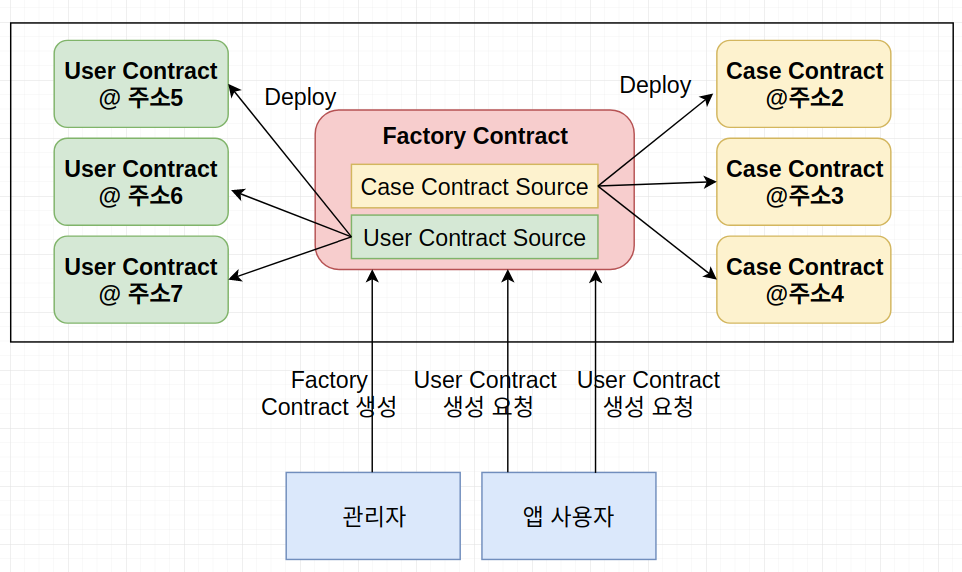 User Contract
@ 주소5
User Contract
@ 주소6
User Contract
@ 주소7
Deploy
Factory Contract
Case Contract Source
User Contract Source
Deploy
Case Contract
@주소2
Case Contract
@주소3
Case Contract
@주소4
Factory
Contract 생성
User Contract
생성 요청
User Contract
생성 요청
관리자
앱 사용자